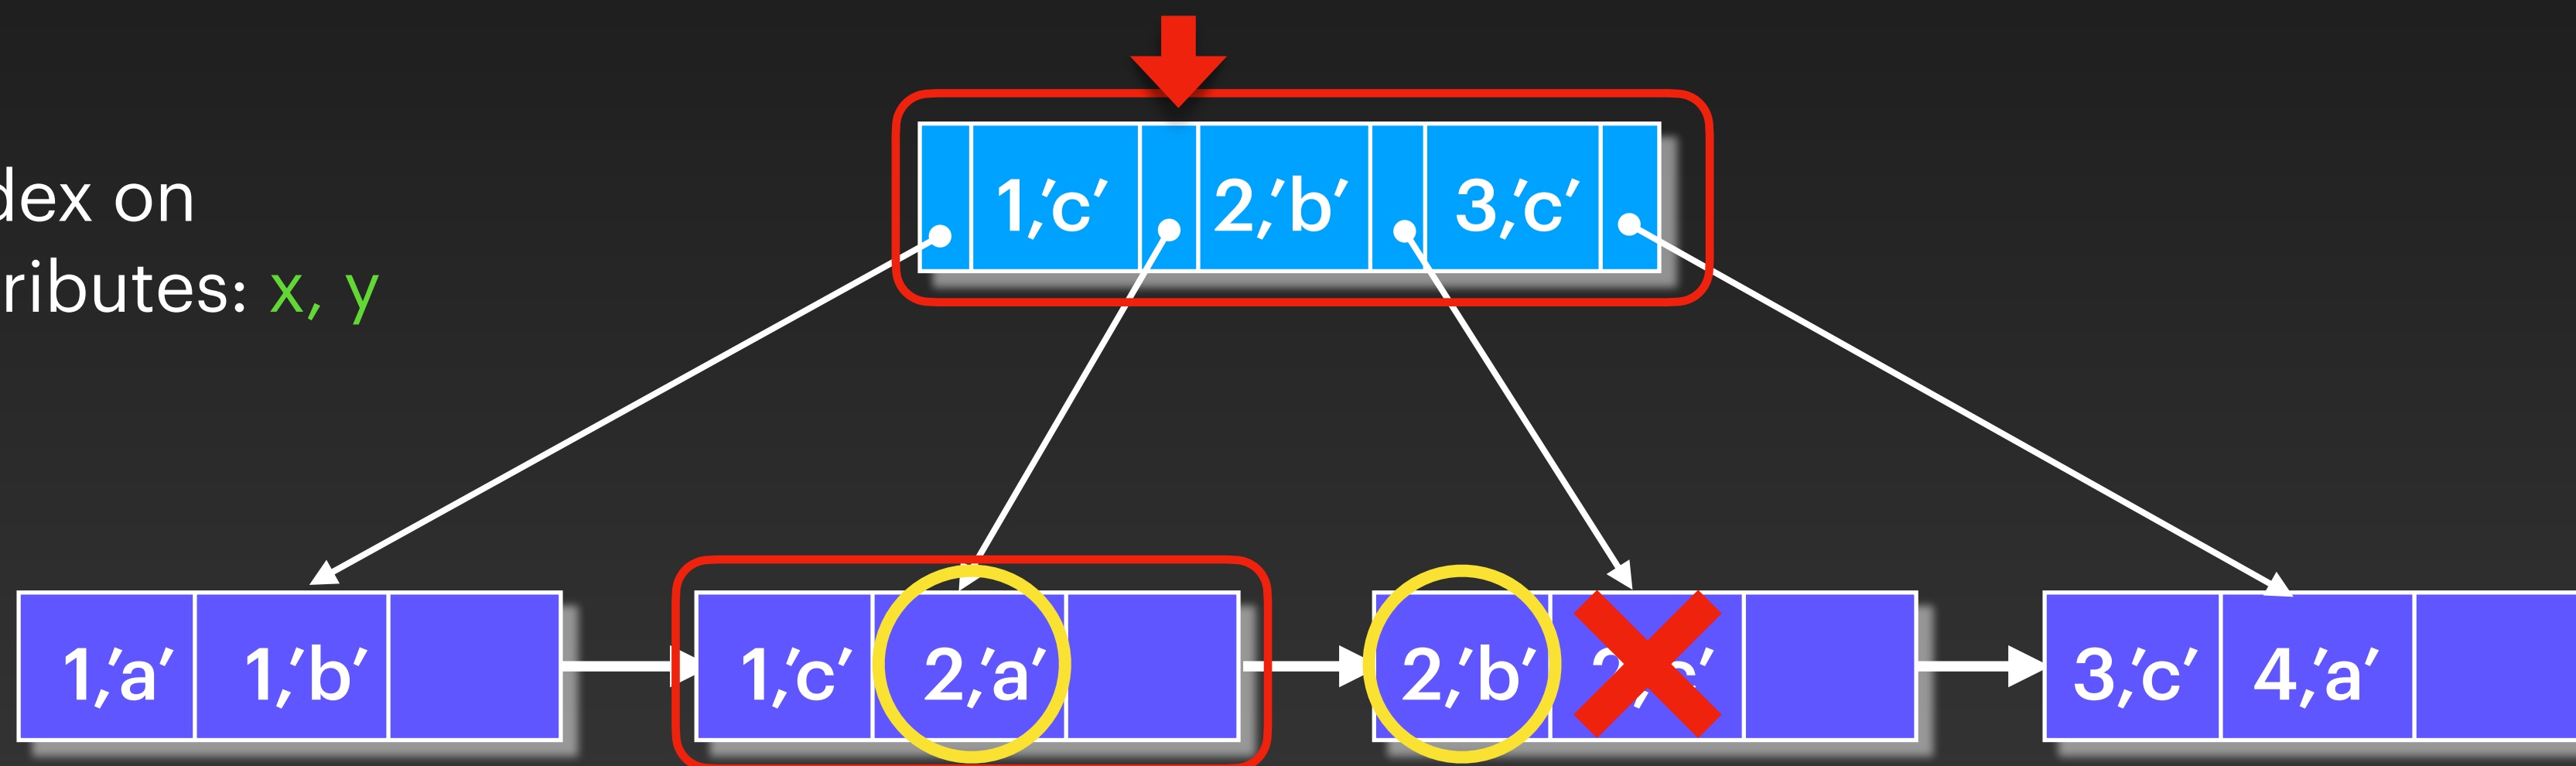 dex on
ributes: x, y
1,′c′ 2,′b′ 3,′c′
1,′a′ 1,′b′ 1,′c′ 2,′a′ 2,′b′ 3,′c′ 4,′a′